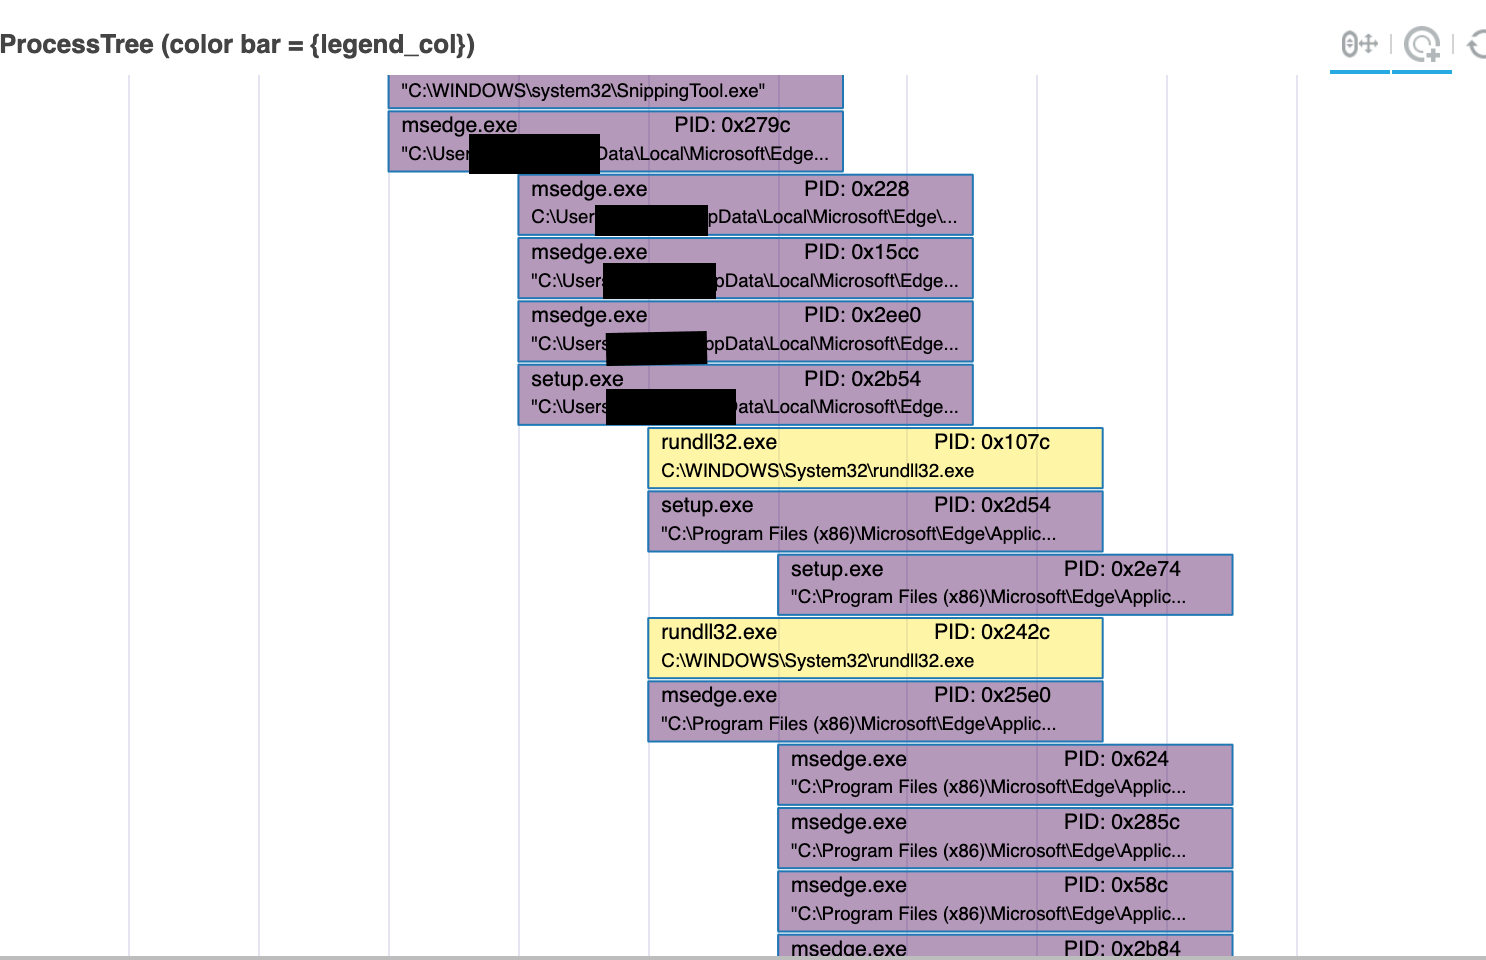 ProcessTree (color bar = {legend_col})
"C:\WINDOWS\system32\SnippingTool.exe"
msedge.exe PID: 0x279c
"C:\User Data\Local\Microsoft\Edge...
msedge.exe PID: 0x228
C:\User pData\Local\Microsoft\Edge\...
msedge.exe PID: 0x15cc
"C:\Users pData\Local\Microsoft\Edge...
msedge.exe PID: 0x2ee0
"C:\Users ppData\Local\Microsoft\Edge...
setup.exe PID: 0x2b54
"C:\Users ata\Local\Microsoft\Edge...
rundll32.exe PID: 0x107c
C:\WINDOWS\System32\rundll32.exe
setup.exe PID: 0x2d54
"C:\Program Files (x86)\Microsoft\Edge\Applic...
setup.exe PID: 0x2e74
"C:\Program Files (x86)\Microsoft\Edge\Applic...
rundll32.exe PID: 0x242c
C:\WINDOWS\System32\rundll32.exe
msedge.exe PID: 0x25e0
"C:\Program Files (x86)\Microsoft\Edge\Applic...
msedge.exe PID: 0x624
"C:\Program Files (x86)\Microsoft\Edge\Applic...
msedge.exe PID: 0x285c
"C:\Program Files (x86)\Microsoft\Edge\Applic...
msedge.exe PID: 0x58c
"C:\Program Files (x86)\Microsoft\Edge\Applic...
msedge.exe PID: 0x2b84